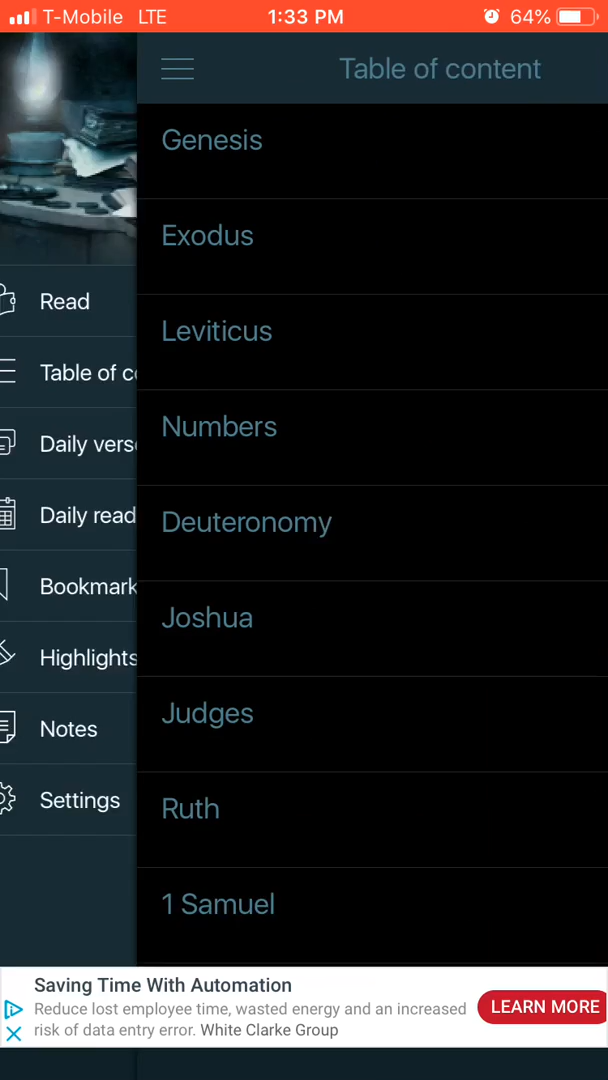 T-Mobile LTE 1:33 PM 64%
Table of content
Read
Table of co
Daily vers
Daily read
Bookmark
Highlights
Notes
Settings
Genesis
Exodus
Leviticus
Numbers
Deuteronomy
Joshua
Judges
Ruth
1 Samuel
Saving Time With Automation
Reduce lost employee time, wasted energy and an increased
risk of data entry error. White Clarke Group
LEARN MORE